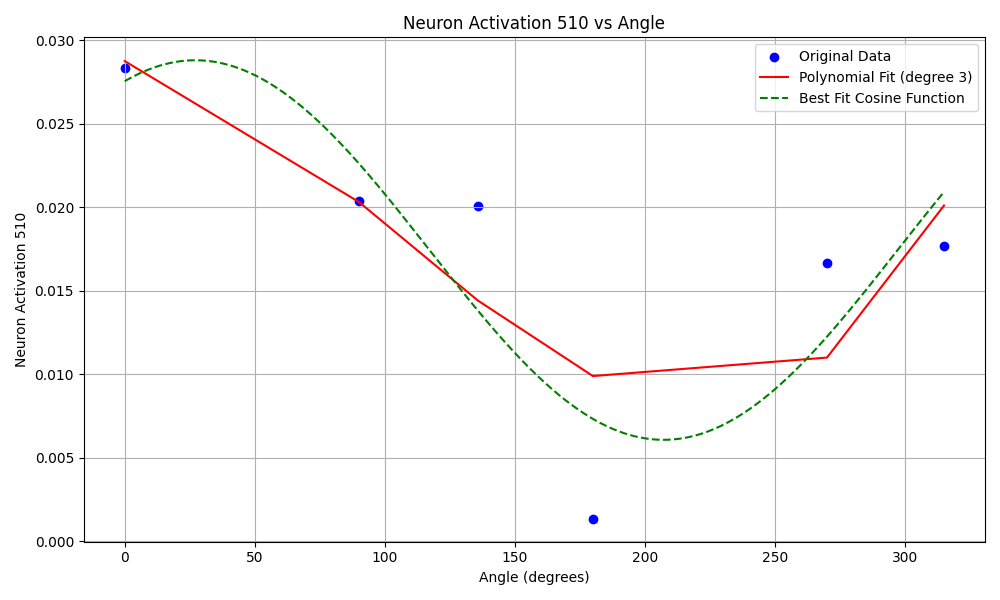 Neuron Activation 510 vs Angle
Original Data
Polynomial Fit (degree 3)
Best Fit Cosine Function
Neuron Activation 510
0.030
0.025
0.020
0.015
0.010
0.005
0.000
0
50
100
150
200
250
300
Angle (degrees)